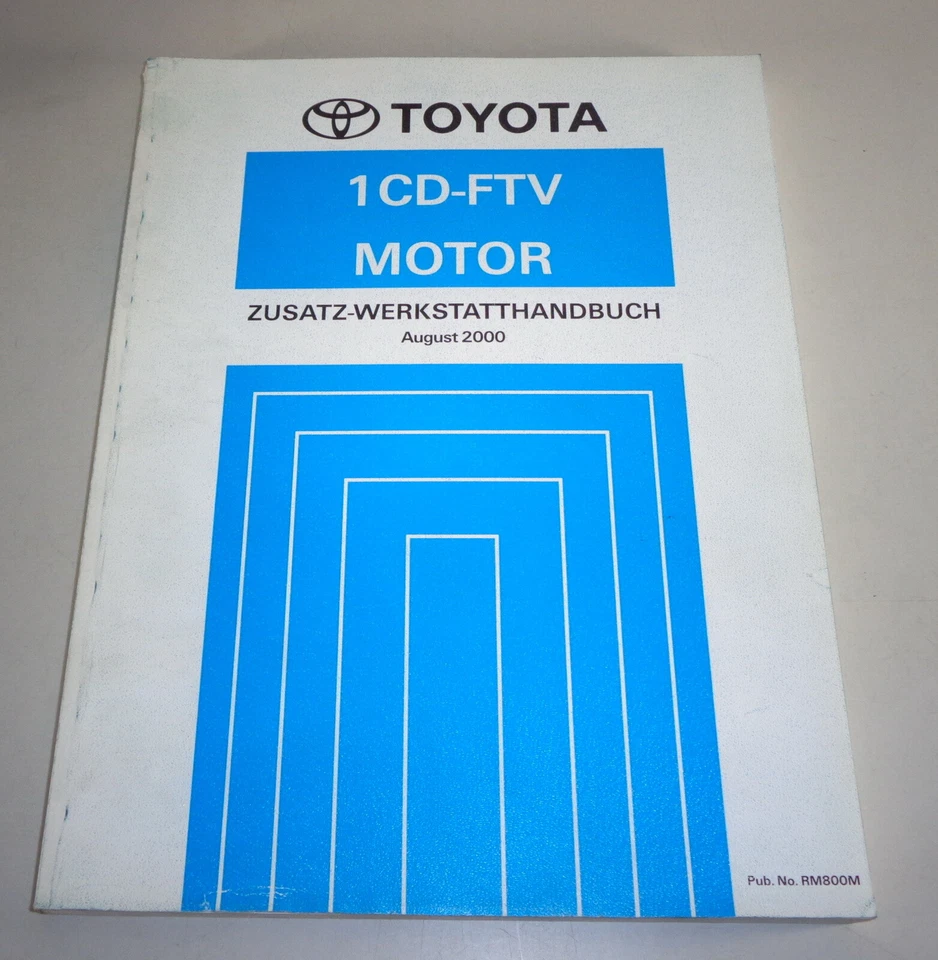 TOYOTA
1CD-FTV
MOTOR
ZUSATZ-WERKSTATTHANDBUCH
August 2000
Pub. No. RM800M